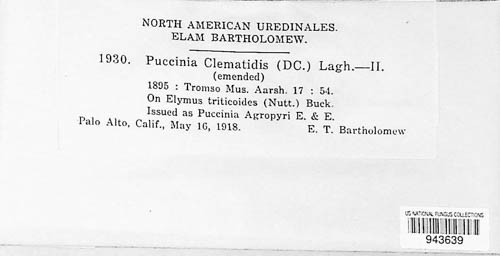 NORTH AMERICAN UREDINALES.
ELAM BARTHOLOMEW.
1930. Puccinia Clematidis (DC.) Lagh.—II.
(emended)
1895 : Tromso Mus. Aarsh. 17 : 54.
On Elymus triticoides (Nutt.) Buck.
Issued as Puccinia Agropyri E. & E.
Palo Alto, Calif., May 16, 1918. E. T. Bartholomew
US NATIONAL FUNGUS COLLECTIONS
943639